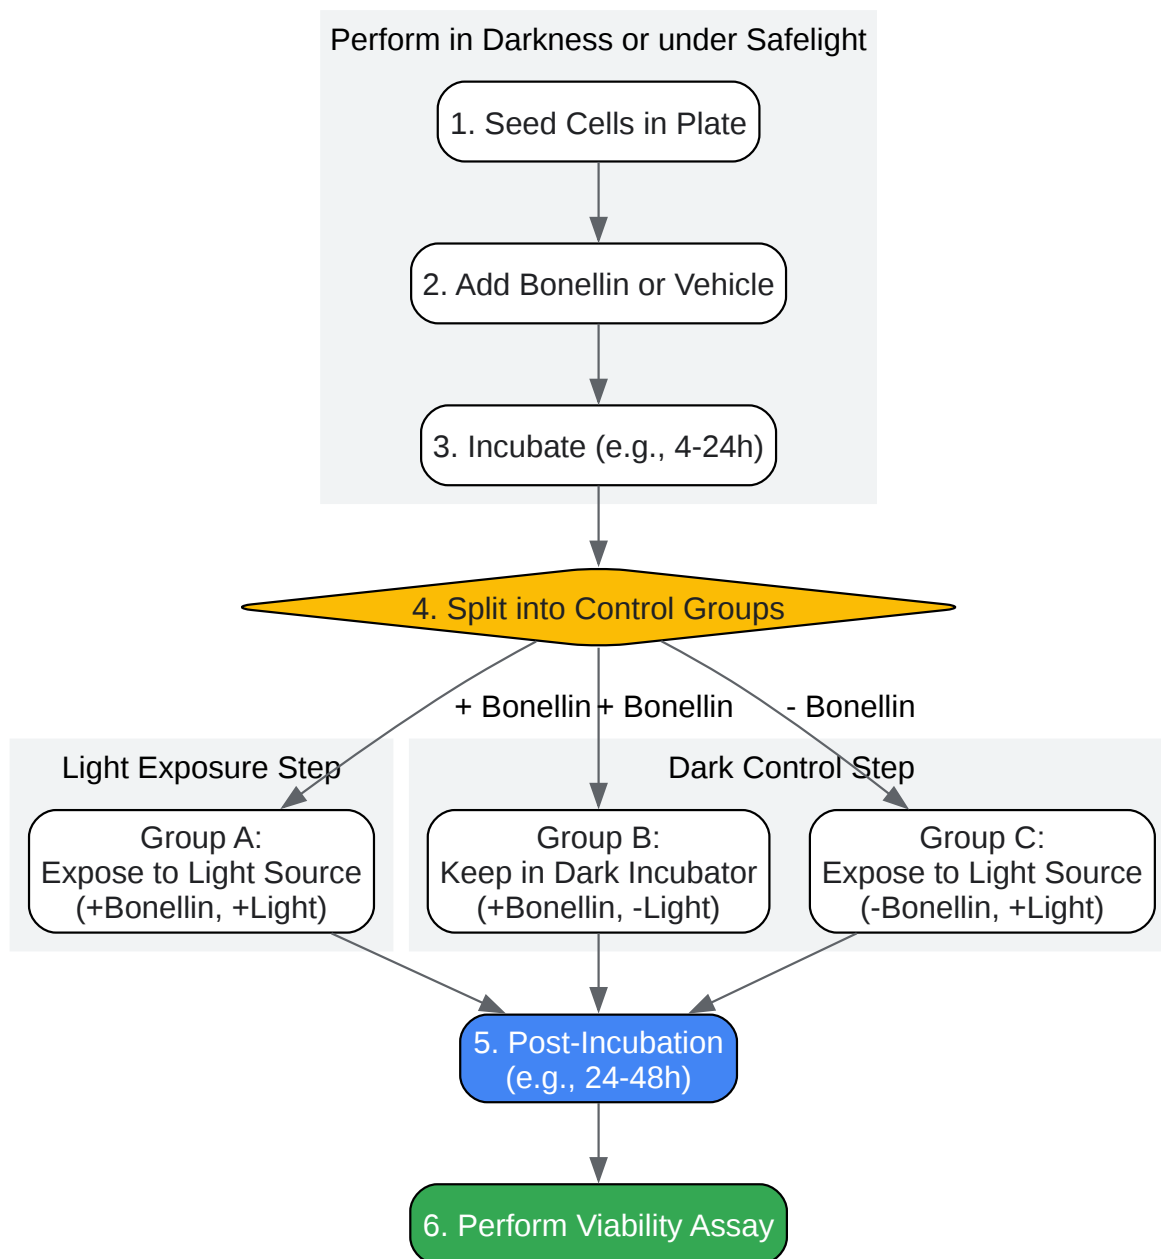 Perform in Darkness or under Safelight
1. Seed Cells in Plate
2. Add Bonellin or Vehicle
3. Incubate (e.g., 4-24h)
4. Split into Control Groups
+ Bonellin
+ Bonellin
- Bonellin
Light Exposure Step
Dark Control Step
Group A:
Expose to Light Source
(+Bonellin, +Light)
Group B:
Keep in Dark Incubator
(+Bonellin, -Light)
Group C:
Expose to Light Source
(-Bonellin, +Light)
5. Post-Incubation
(e.g., 24-48h)
6. Perform Viability Assay